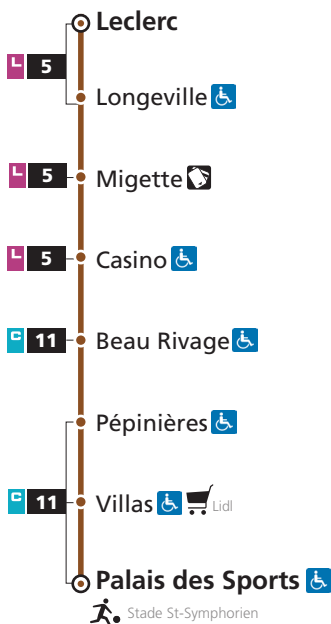 Leclerc
L 5
Longeville
L 5 Migette
L 5 Casino
C 11 Beau Rivage
Pépinières
C 11 Villas Lidl
Palais des Sports
Stade St-Symphorien